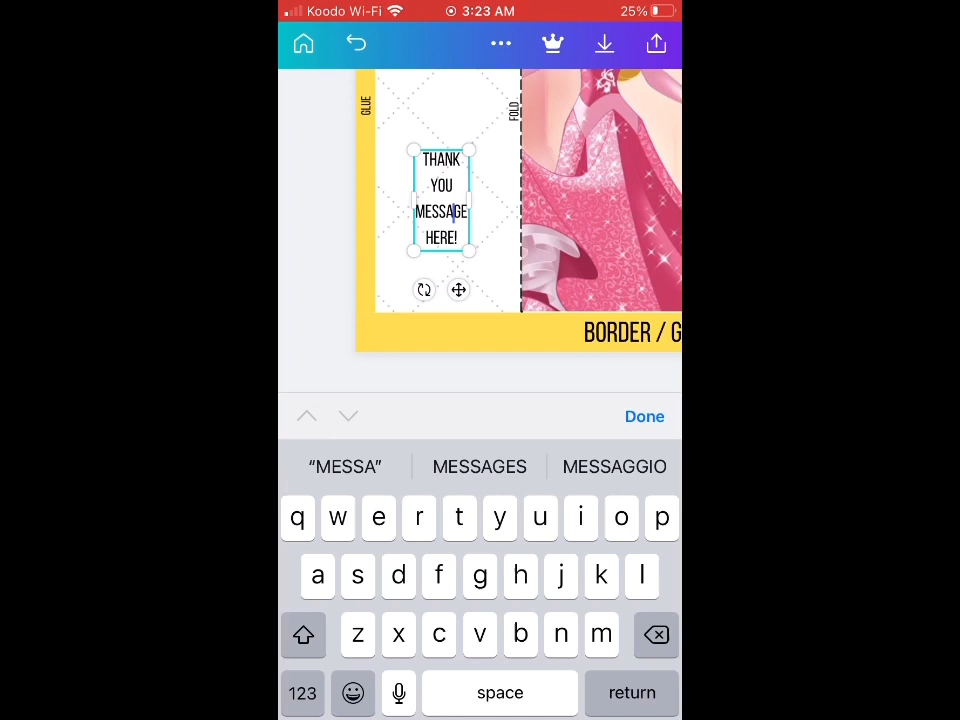 Koodo Wi-Fi 3:23 AM 25%
GLUE
FOLD
THANK
YOU
MESSAGE
HERE!
BORDER / G
Done
“MESSA” MESSAGES MESSAGGIO
q w e r t y u i o p
a s d f g h j k l
z x c v b n m
123 space return